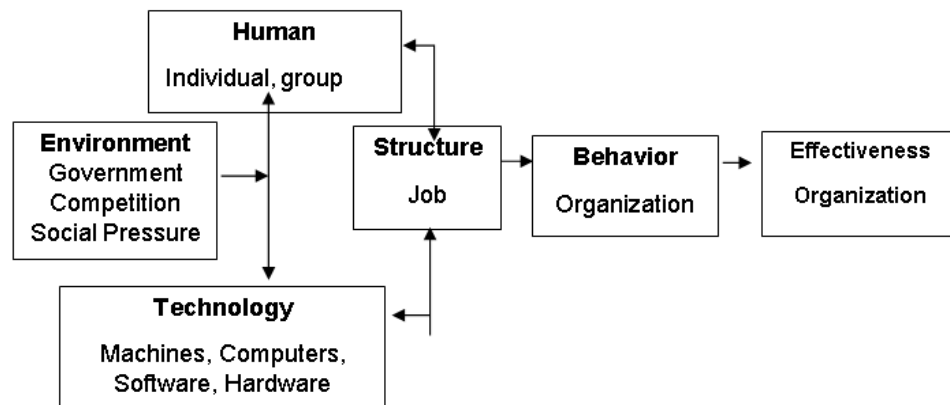 Human
Individual, group
Environment
Government
Competition
Social Pressure
Structure
Job
Behavior
Organization
Effectiveness
Organization
Technology
Machines, Computers,
Software, Hardware